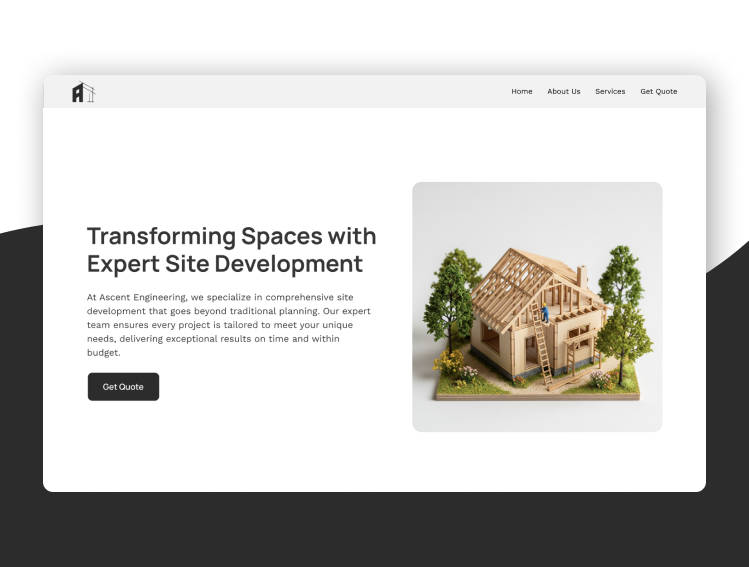 Home About Us Services Get Quote
Transforming Spaces with
Expert Site Development
At Ascent Engineering, we specialize in comprehensive site
development that goes beyond traditional planning. Our expert
team ensures every project is tailored to meet your unique
needs, delivering exceptional results on time and within
budget.
Get Quote